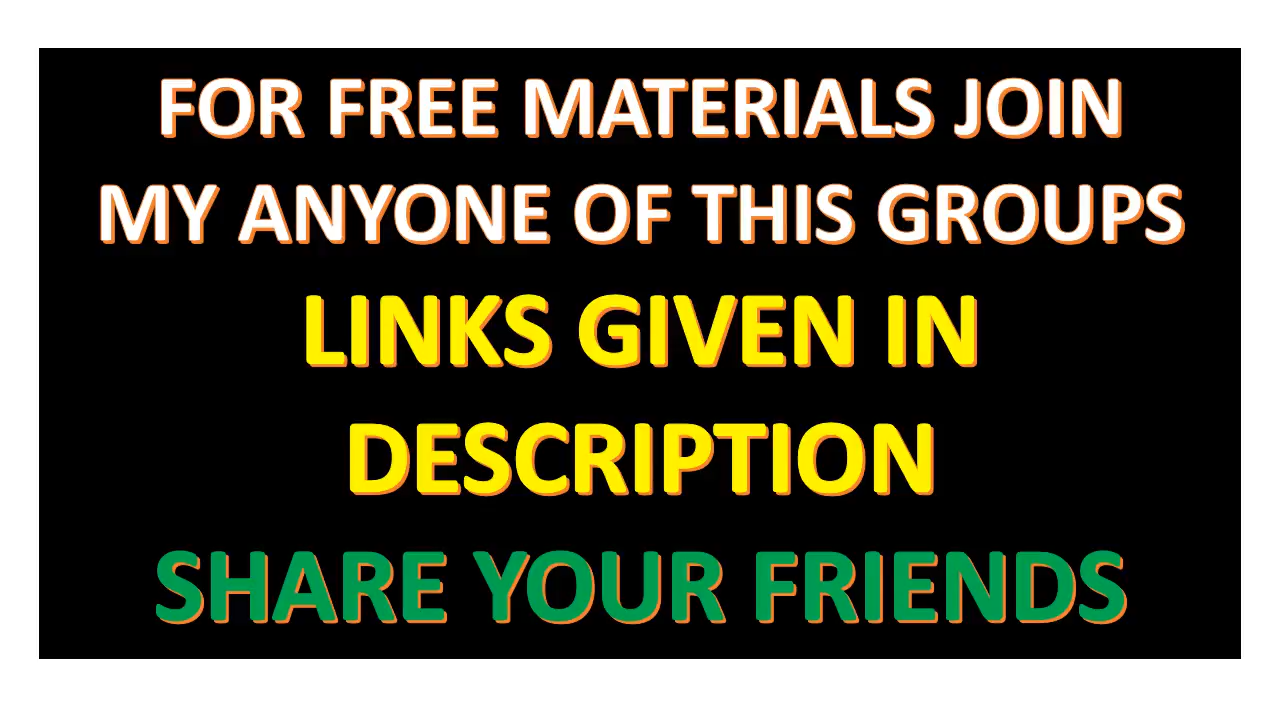 FOR FREE MATERIALS JOIN
MY ANYONE OF THIS GROUPS
LINKS GIVEN IN
DESCRIPTION
SHARE YOUR FRIENDS